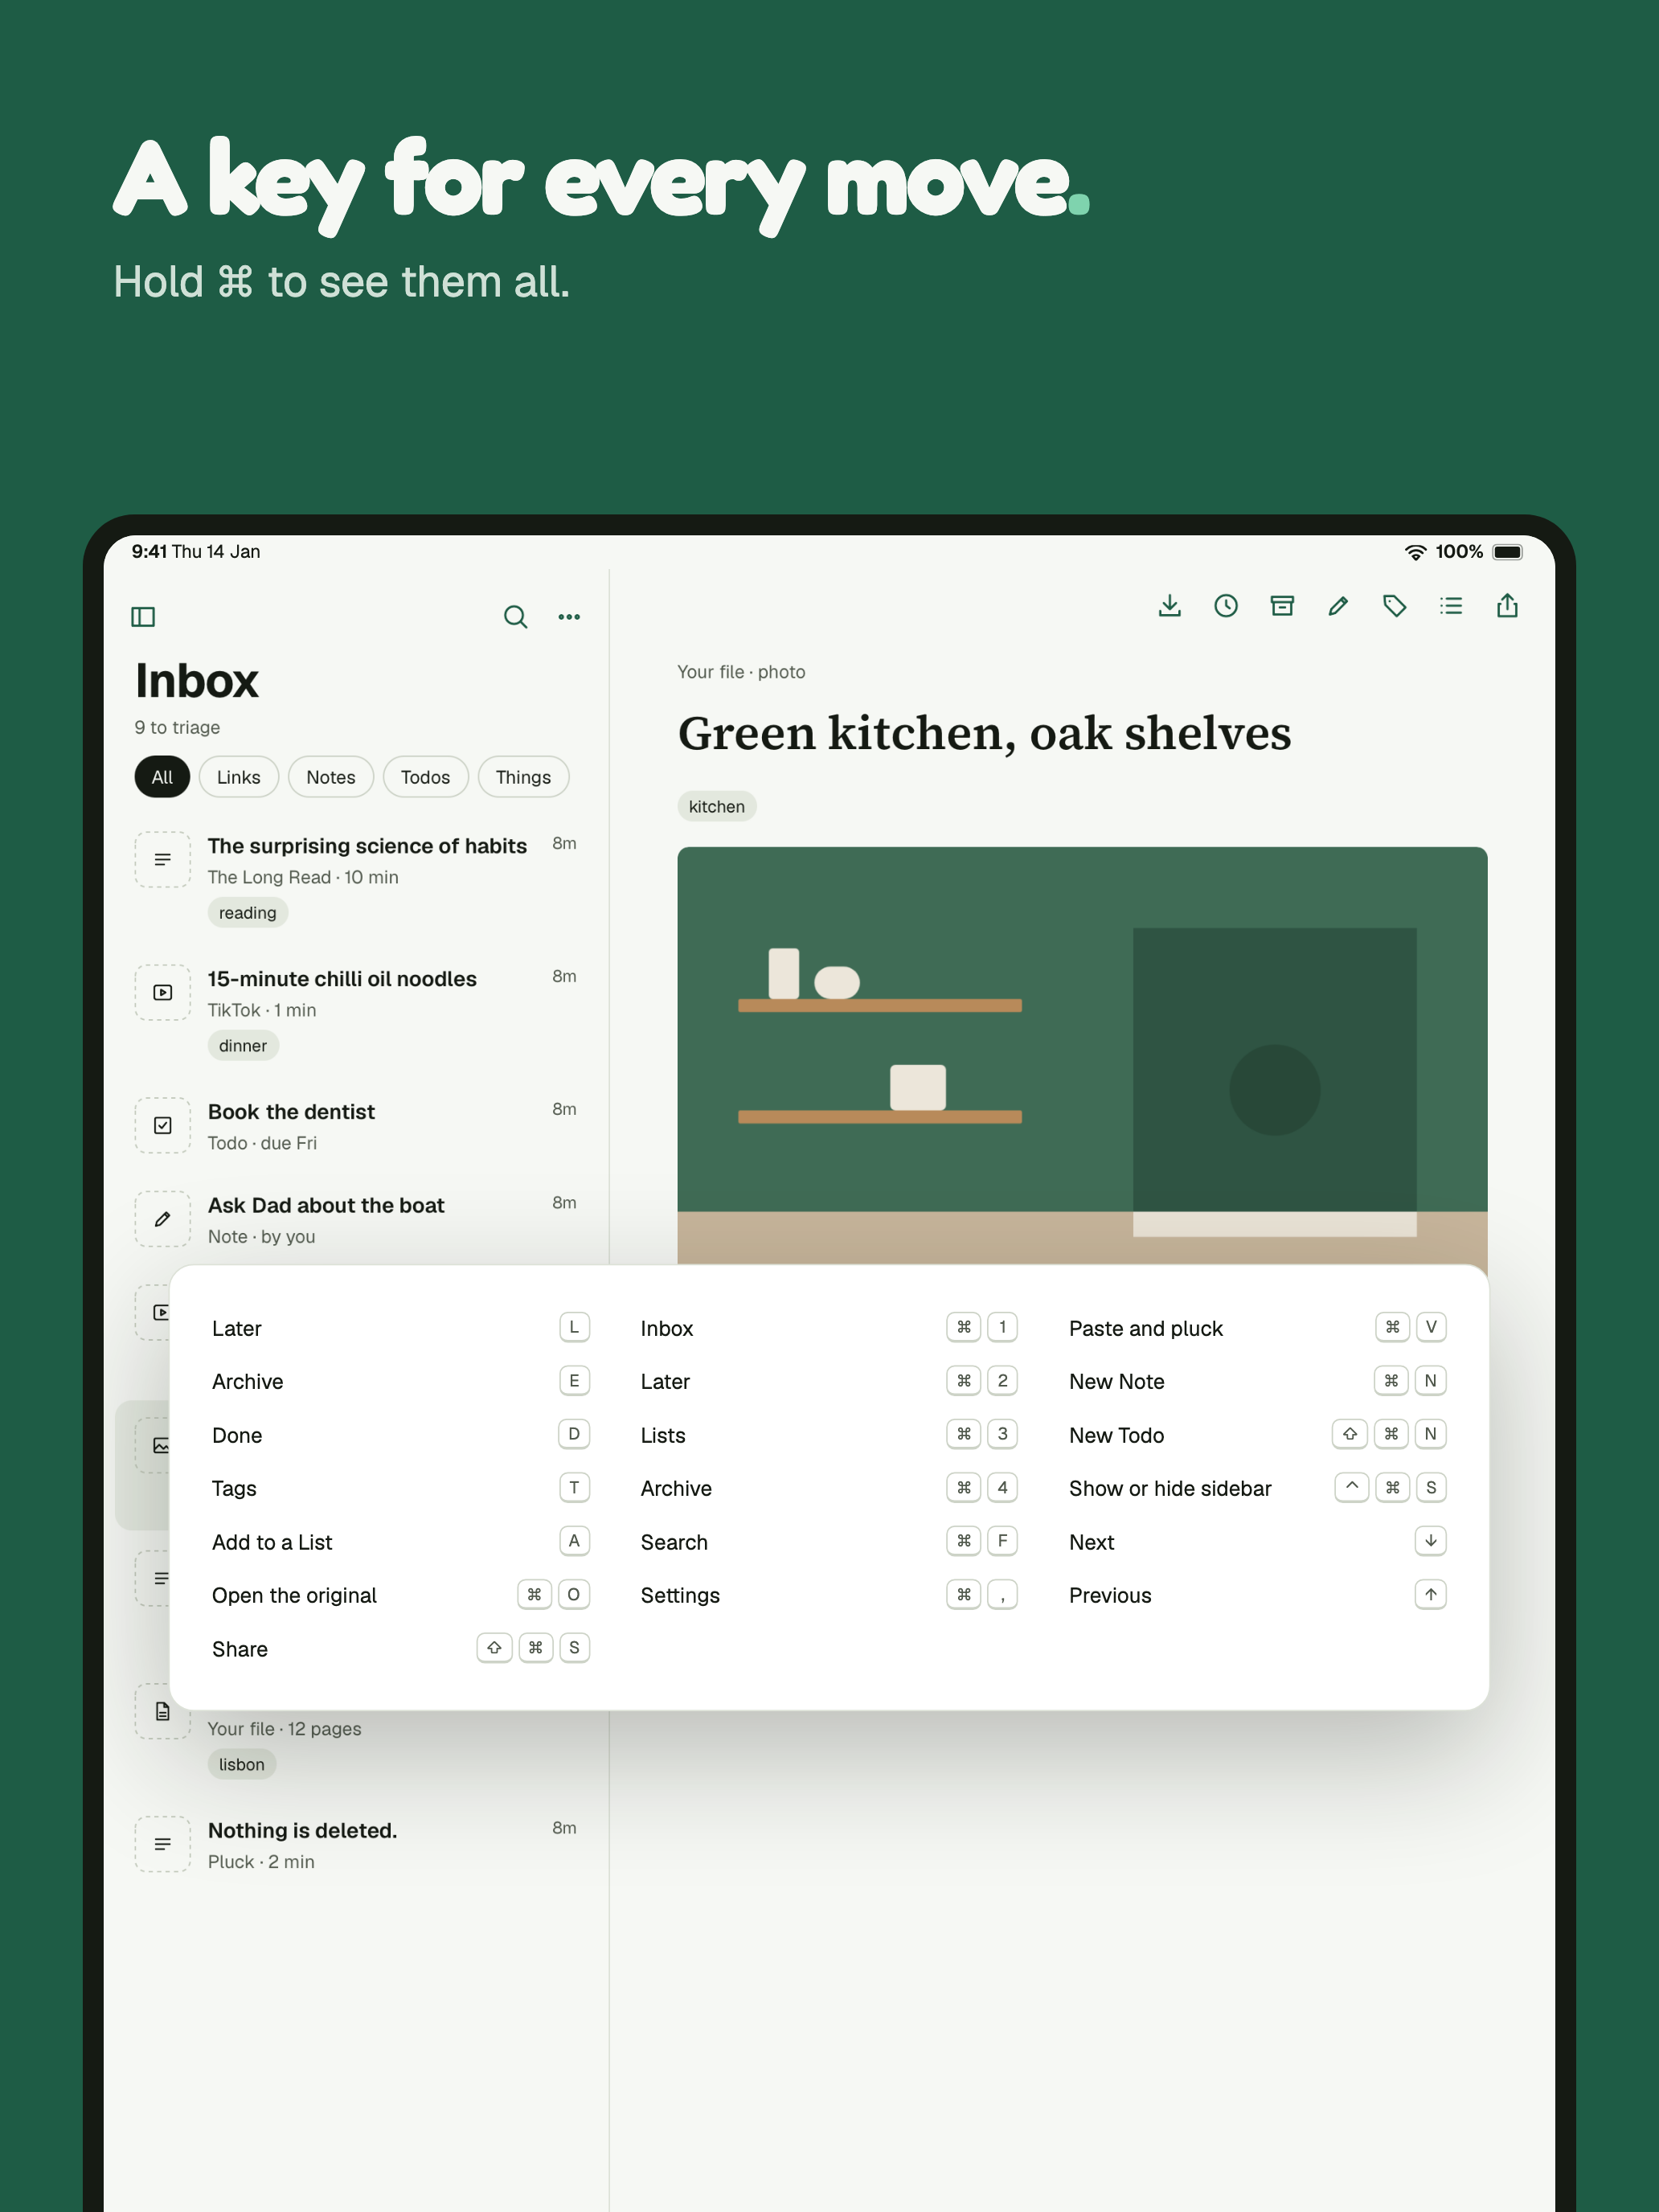 A key for every move.
Hold ⌘ to see them all.
9:41 Thu 14 Jan
100%
Inbox
9 to triage
All Links Notes Todos Things
The surprising science of habits 8m
The Long Read · 10 min
reading
15-minute chilli oil noodles 8m
TikTok · 1 min
dinner
Book the dentist 8m
Todo · due Fri
Ask Dad about the boat 8m
Note · by you
Your file · photo
Green kitchen, oak shelves
kitchen
Later L
Archive E
Done D
Tags T
Add to a List A
Open the original ⌘ O
Share ⇧ ⌘ S
Inbox ⌘ 1
Later ⌘ 2
Lists ⌘ 3
Archive ⌘ 4
Search ⌘ F
Settings ⌘ ,
Paste and pluck ⌘ V
New Note ⌘ N
New Todo ⇧ ⌘ N
Show or hide sidebar ^ ⌘ S
Next ↓
Previous ↑
Your file · 12 pages
lisbon
Nothing is deleted. 8m
Pluck · 2 min